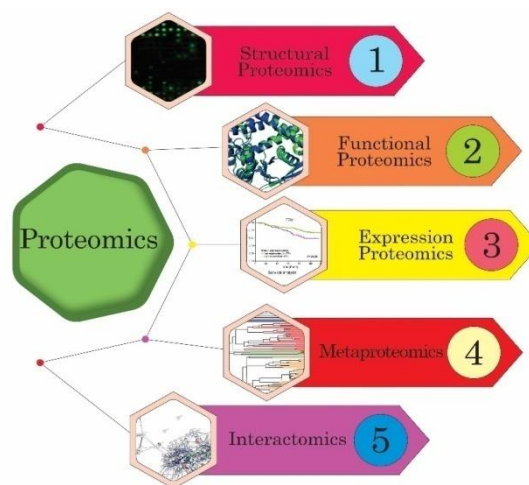 Structural
Proteomics
1
Functional
Proteomics
2
Proteomics
Expression
Proteomics
3
Metaproteomics
4
Interactomics
5